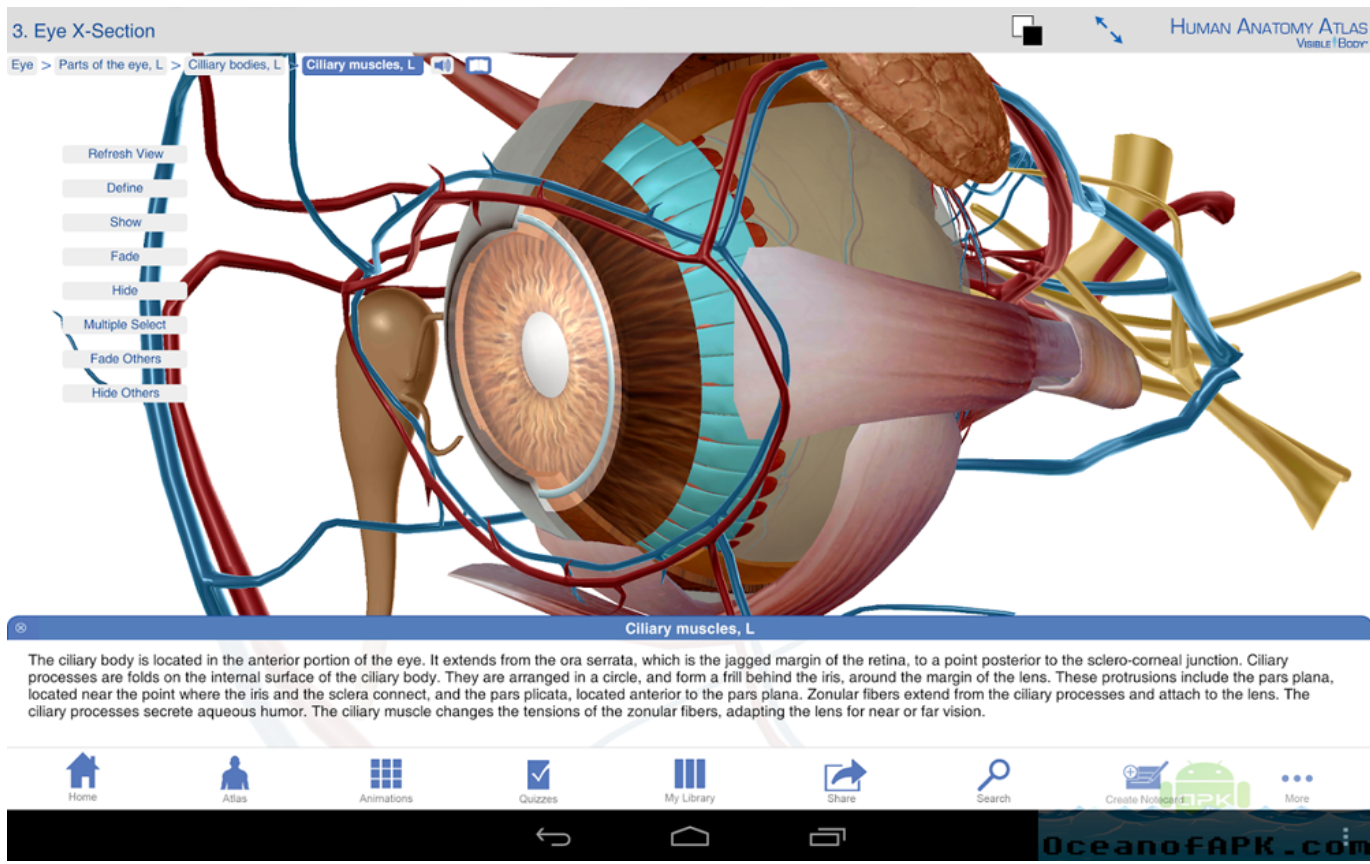 3. Eye X-Section
HUMAN ANATOMY ATLAS
VISIBLE BODY
Eye > Parts of the eye, L > Cilliary bodies, L > Ciliary muscles, L
Refresh View
Define
Show
Fade
Hide
Multiple Select
Fade Others
Hide Others
Ciliary muscles, L
The ciliary body is located in the anterior portion of the eye. It extends from the ora serrata, which is the jagged margin of the retina, to a point posterior to the sclero-corneal junction. Ciliary
processes are folds on the internal surface of the ciliary body. They are arranged in a circle, and form a frill behind the iris, around the margin of the lens. These protrusions include the pars plana,
located near the point where the iris and the sclera connect, and the pars plicata, located anterior to the pars plana. Zonular fibers extend from the ciliary processes and attach to the lens. The
ciliary processes secrete aqueous humor. The ciliary muscle changes the tensions of the zonular fibers, adapting the lens for near or far vision.
Home
Atlas
Animations
Quizzes
My Library
Share
Search
Create Notecard
More
APK
OceanofAPK.com